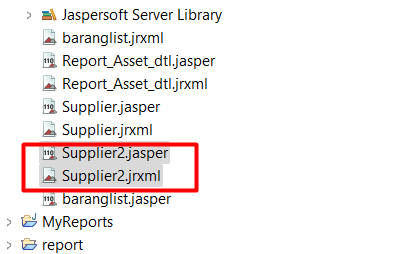 Jaspersoft Server Library
baranglist.jrxml
Report_Asset_dtl.jasper
Report_Asset_dtl.jrxml
Supplier.jasper
Supplier.jrxml
Supplier2.jasper
Supplier2.jrxml
baranglist.jasper
MyReports
report